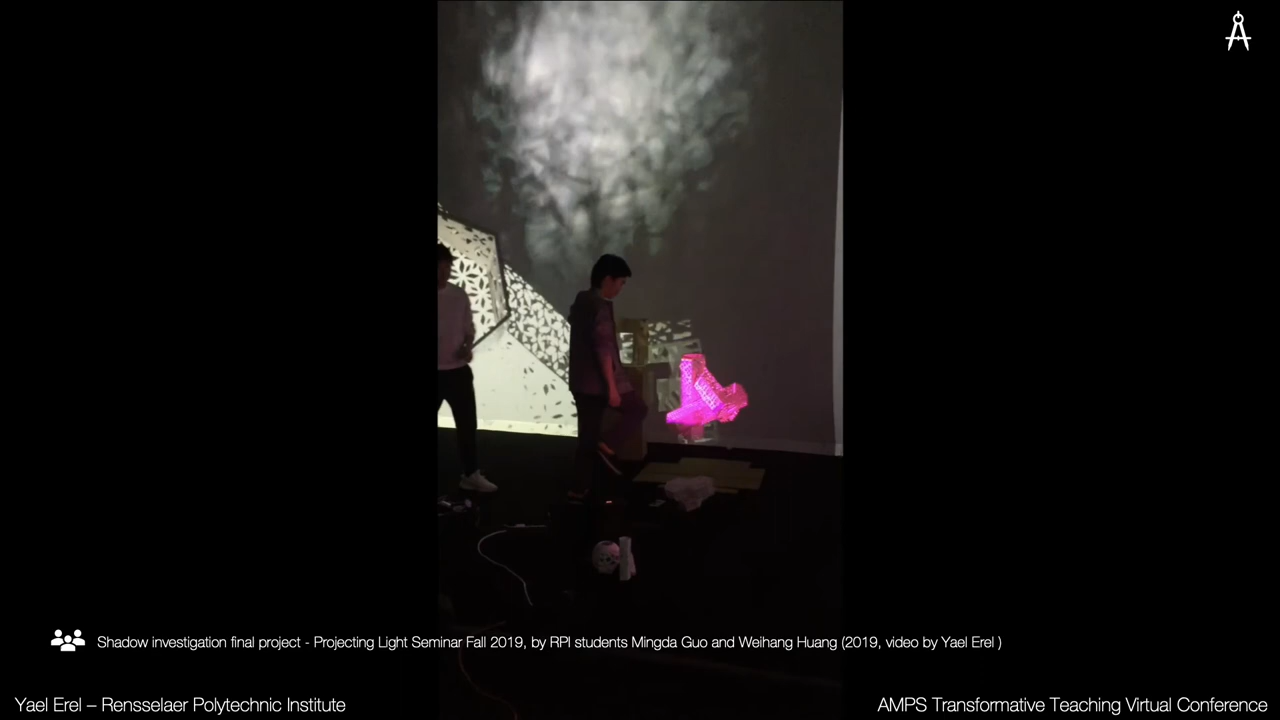 Shadow investigation final project - Projecting Light Seminar Fall 2019, by RPI students Mingda Guo and Weihang Huang (2019, video by Yael Erel )
Yael Erel – Rensselaer Polytechnic Institute
AMPS Transformative Teaching Virtual Conference